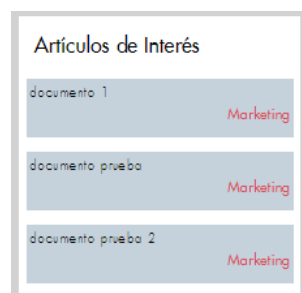 Artículos de Interés
documento 1
Marketing
documento prueba
Marketing
documento prueba 2
Marketing